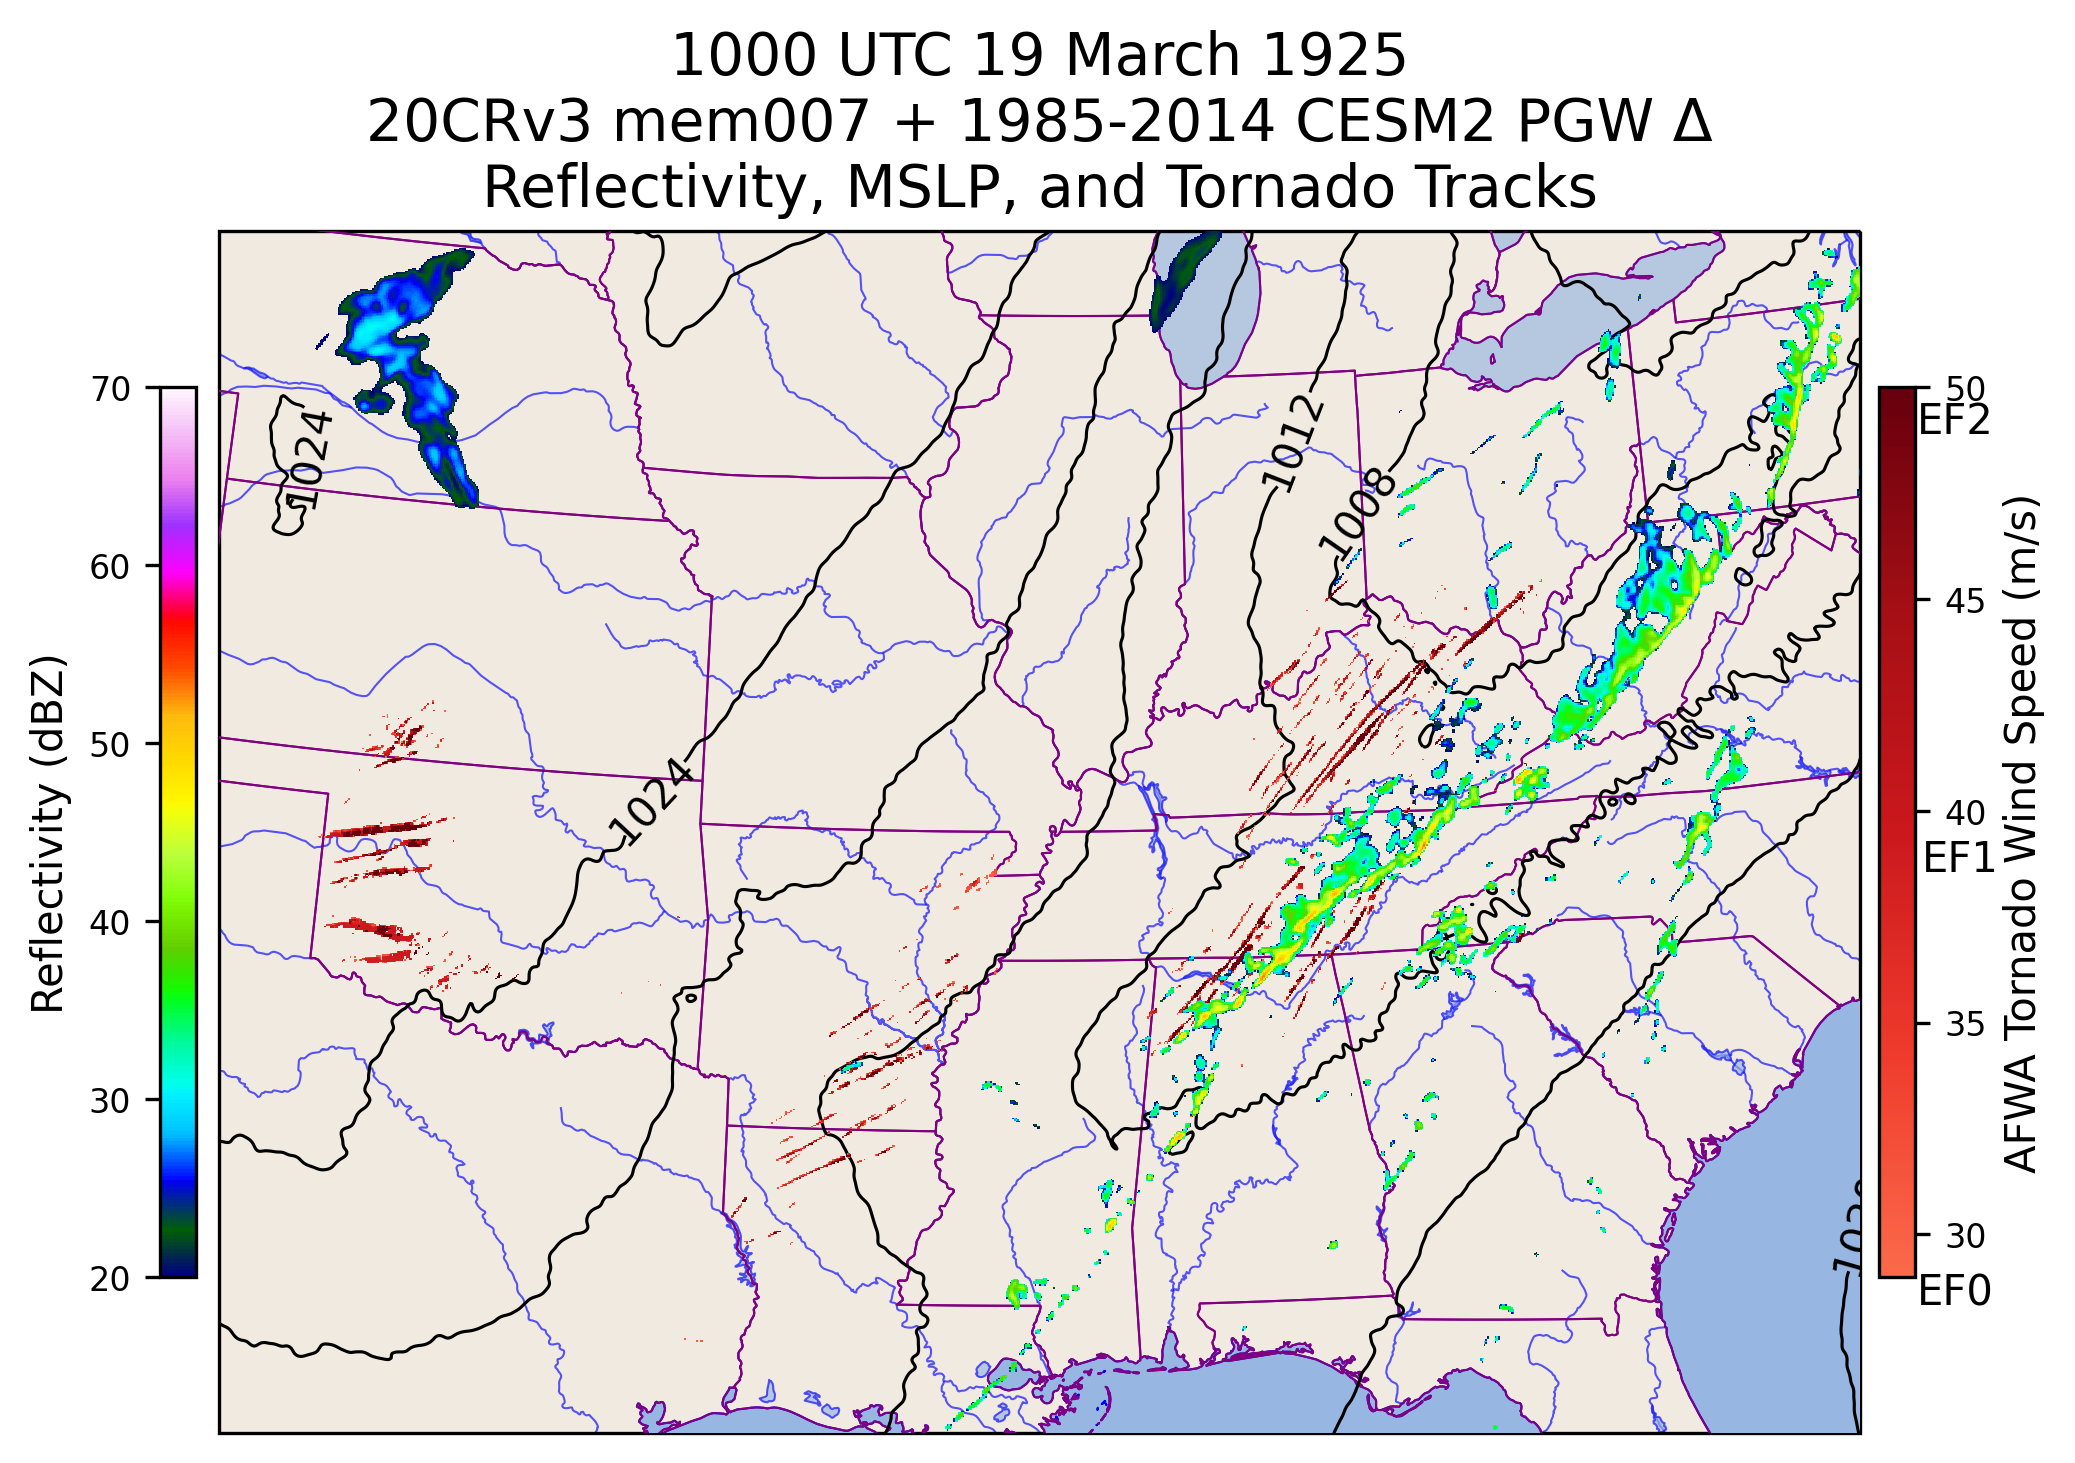 1000 UTC 19 March 1925
20CRv3 mem007 + 1985-2014 CESM2 PGW Δ
Reflectivity, MSLP, and Tornado Tracks
Reflectivity (dBZ)
70
60
50
40
30
20
1024
1024
1012
1008
50
EF2
45
40
EF1
35
30
EF0
AFWA Tornado Wind Speed (m/s)